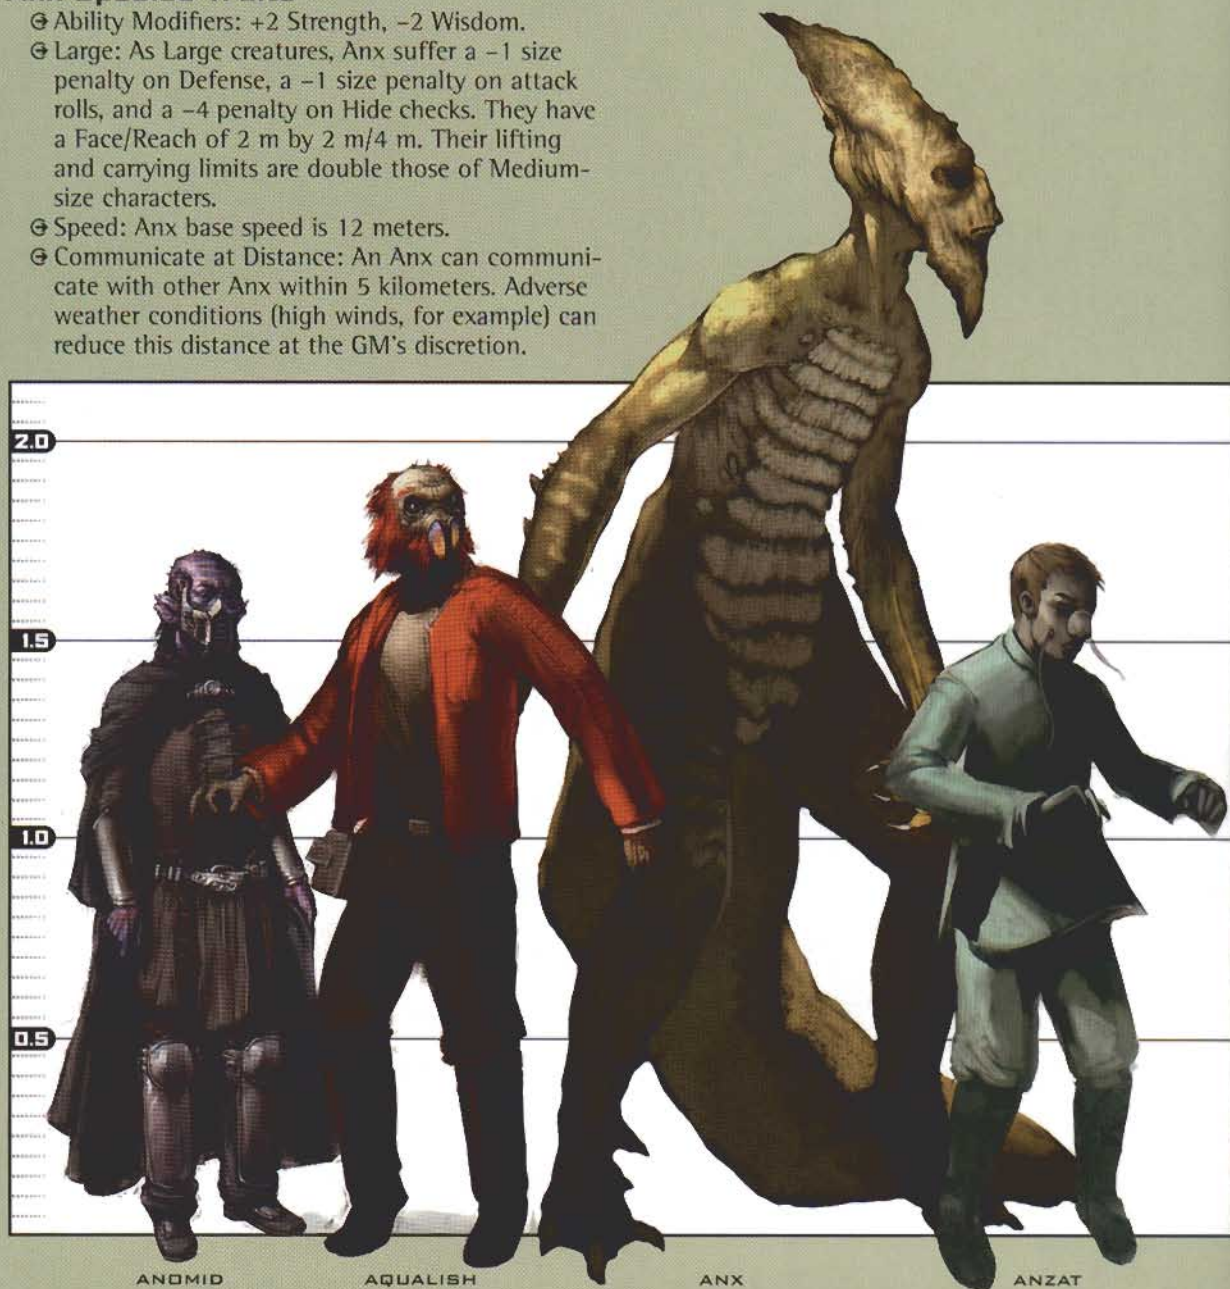 ⊕ Ability Modifiers: +2 Strength, –2 Wisdom.
⊕ Large: As Large creatures, Anx suffer a –1 size
penalty on Defense, a –1 size penalty on attack
rolls, and a –4 penalty on Hide checks. They have
a Face/Reach of 2 m by 2 m/4 m. Their lifting
and carrying limits are double those of Medium-
size characters.
⊕ Speed: Anx base speed is 12 meters.
⊕ Communicate at Distance: An Anx can communi-
cate with other Anx within 5 kilometers. Adverse
weather conditions (high winds, for example) can
reduce this distance at the GM's discretion.
2.0
1.5
1.0
0.5
ANOMID AQUALISH ANX ANZAT